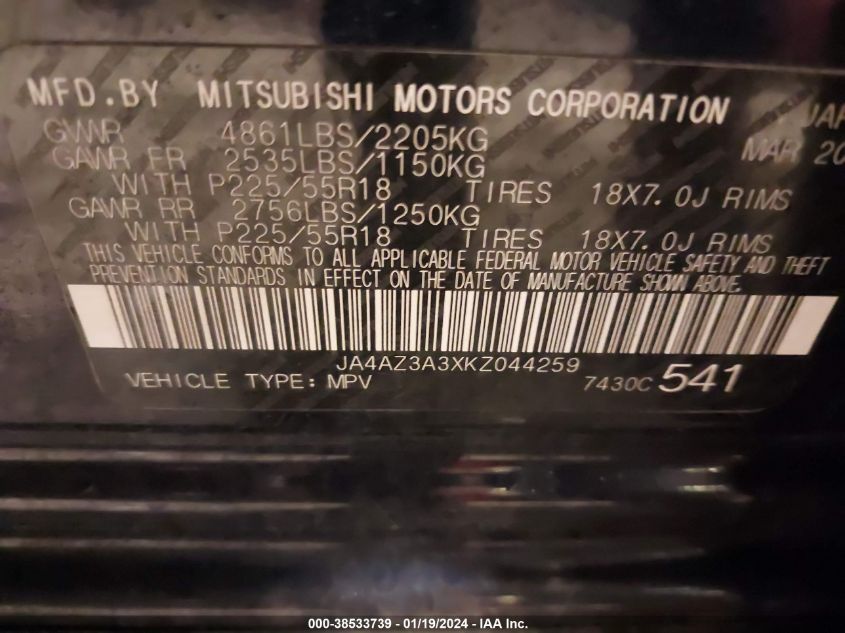 MFD.BY MITSUBISHI MOTORS CORPORATION
GVWR 4861LBS/2205KG MAR 20
GAWR FR 2535LBS/1150KG
WITH P225/55R18 TIRES 18X7.0J RIMS
GAWR RR 2756LBS/1250KG
WITH P225/55R18 TIRES 18X7.0J RIMS
THIS VEHICLE CONFORMS TO ALL APPLICABLE FEDERAL MOTOR VEHICLE SAFETY AND THEFT
PREVENTION STANDARDS IN EFFECT ON THE DATE OF MANUFACTURE SHOWN ABOVE.
JA4AZ3A3XKZ044259
VEHICLE TYPE: MPV 7430C 541
000-38533739 - 01/19/2024 - IAA Inc.